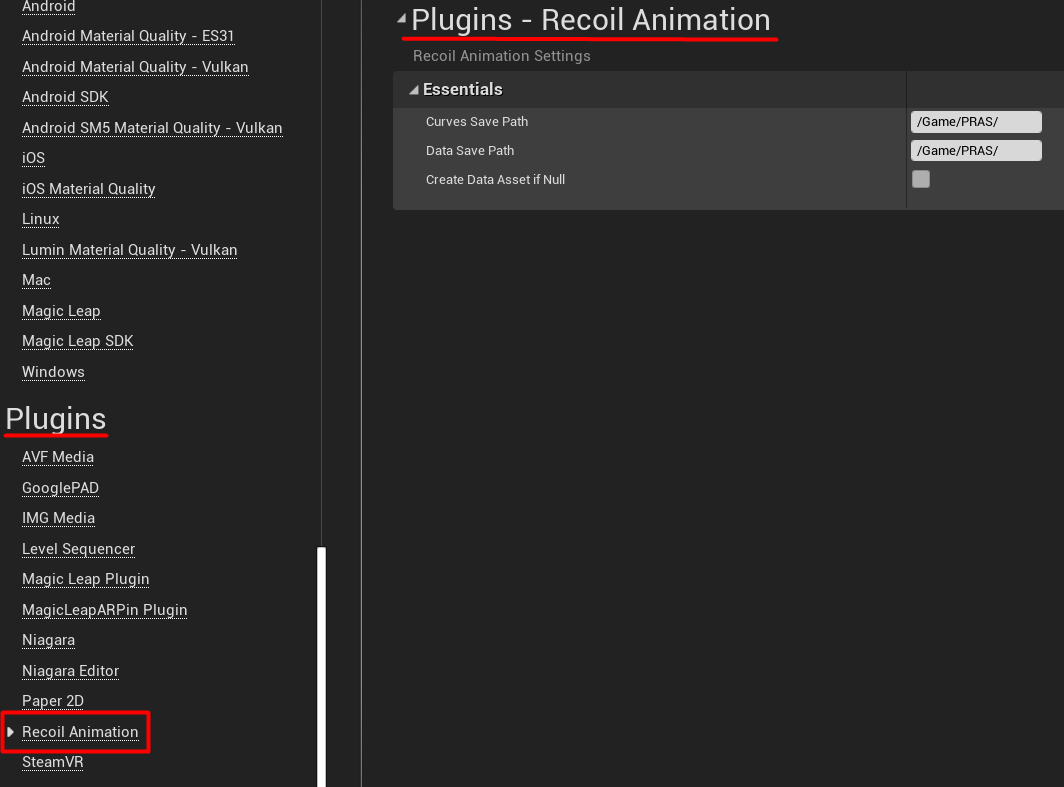 Android
Android Material Quality - ES31
Android Material Quality - Vulkan
Android SDK
Android SM5 Material Quality - Vulkan
iOS
iOS Material Quality
Linux
Lumin Material Quality - Vulkan
Mac
Magic Leap
Magic Leap SDK
Windows
Plugins
AVF Media
GooglePAD
IMG Media
Level Sequencer
Magic Leap Plugin
MagicLeapARPin Plugin
Niagara
Niagara Editor
Paper 2D
Recoil Animation
SteamVR
Plugins - Recoil Animation
Recoil Animation Settings
Essentials
Curves Save Path /Game/PRAS/
Data Save Path /Game/PRAS/
Create Data Asset if Null